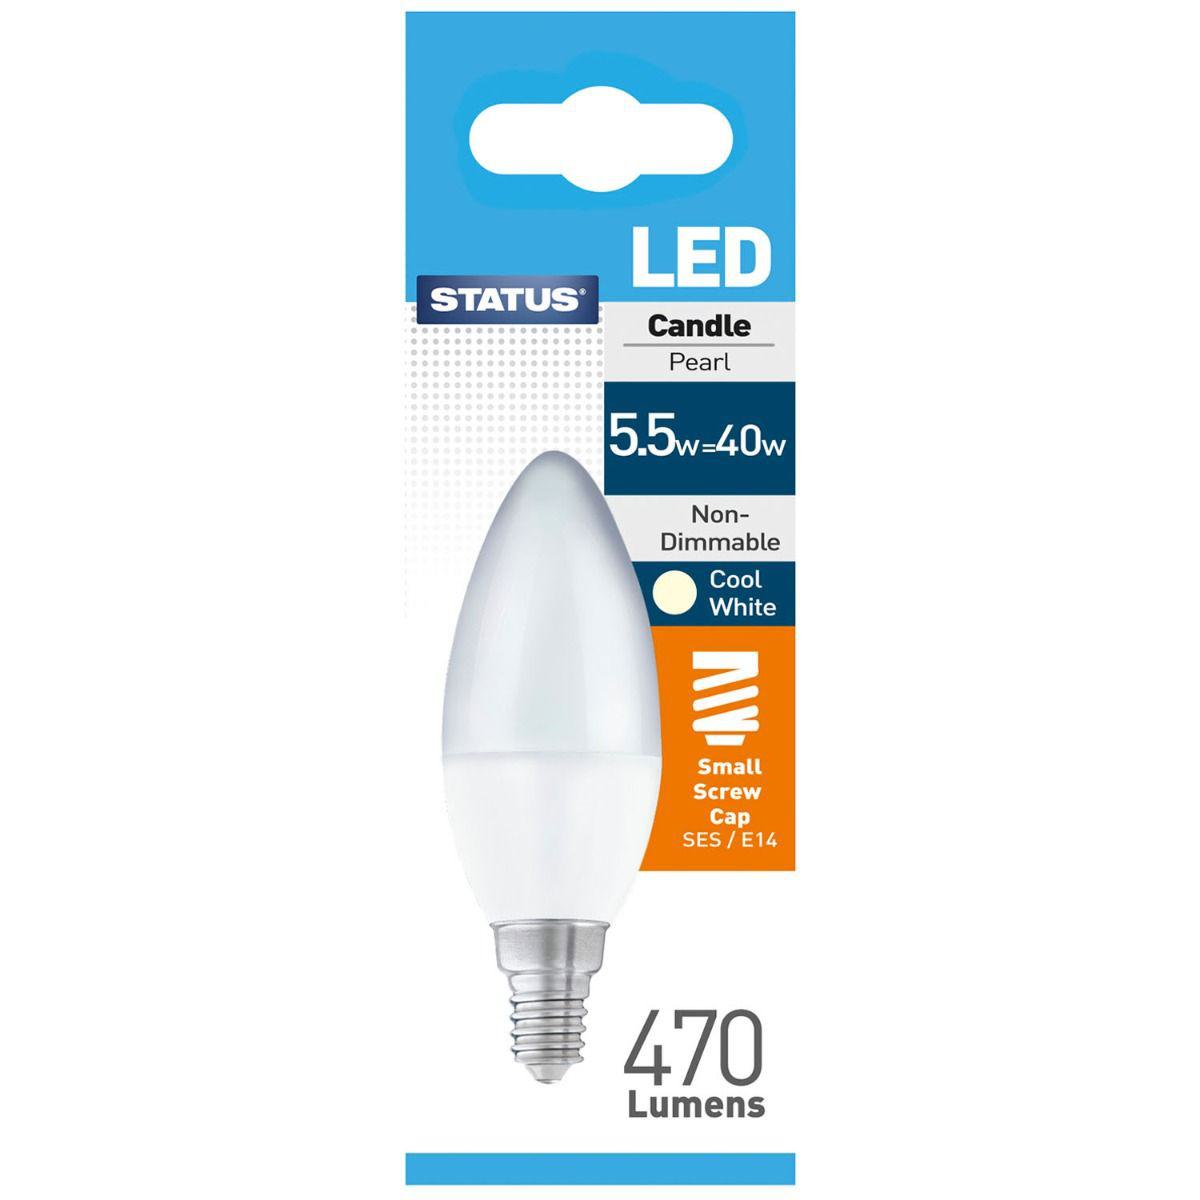 LED
STATUS®
Candle
Pearl
5.5w=40w
Non-
Dimmable
Cool
White
Small
Screw
Cap
SES / E14
470
Lumens